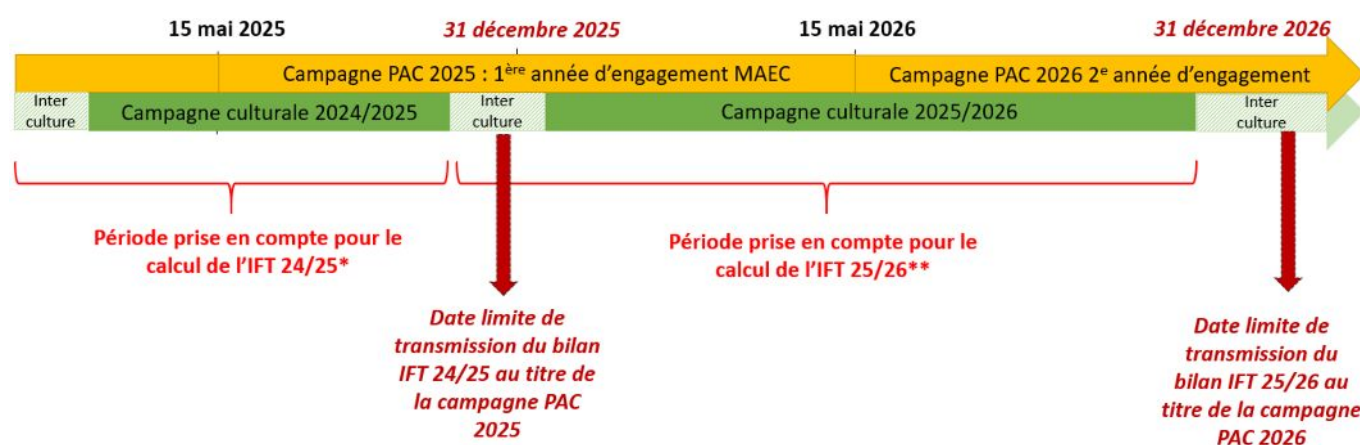 15 mai 2025
31 décembre 2025
15 mai 2026
31 décembre 2026
Campagne PAC 2025 : 1ère année d’engagement MAEC
Campagne PAC 2026 2e année d’engagement
Inter
culture
Campagne culturale 2024/2025
Inter
culture
Campagne culturale 2025/2026
Inter
culture
Période prise en compte pour le
calcul de l’IFT 24/25*
Période prise en compte pour le
calcul de l’IFT 25/26**
Date limite de
transmission du bilan
IFT 24/25 au titre de
la campagne PAC
2025
Date limite de
transmission du
bilan IFT 25/26 au
titre de la campagne
PAC 2026